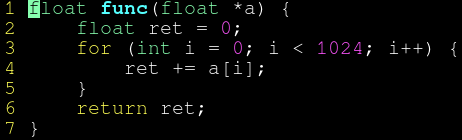 1 float func(float *a) {
2     float ret = 0;
3     for (int i = 0; i < 1024; i++) {
4         ret += a[i];
5     }
6     return ret;
7 }